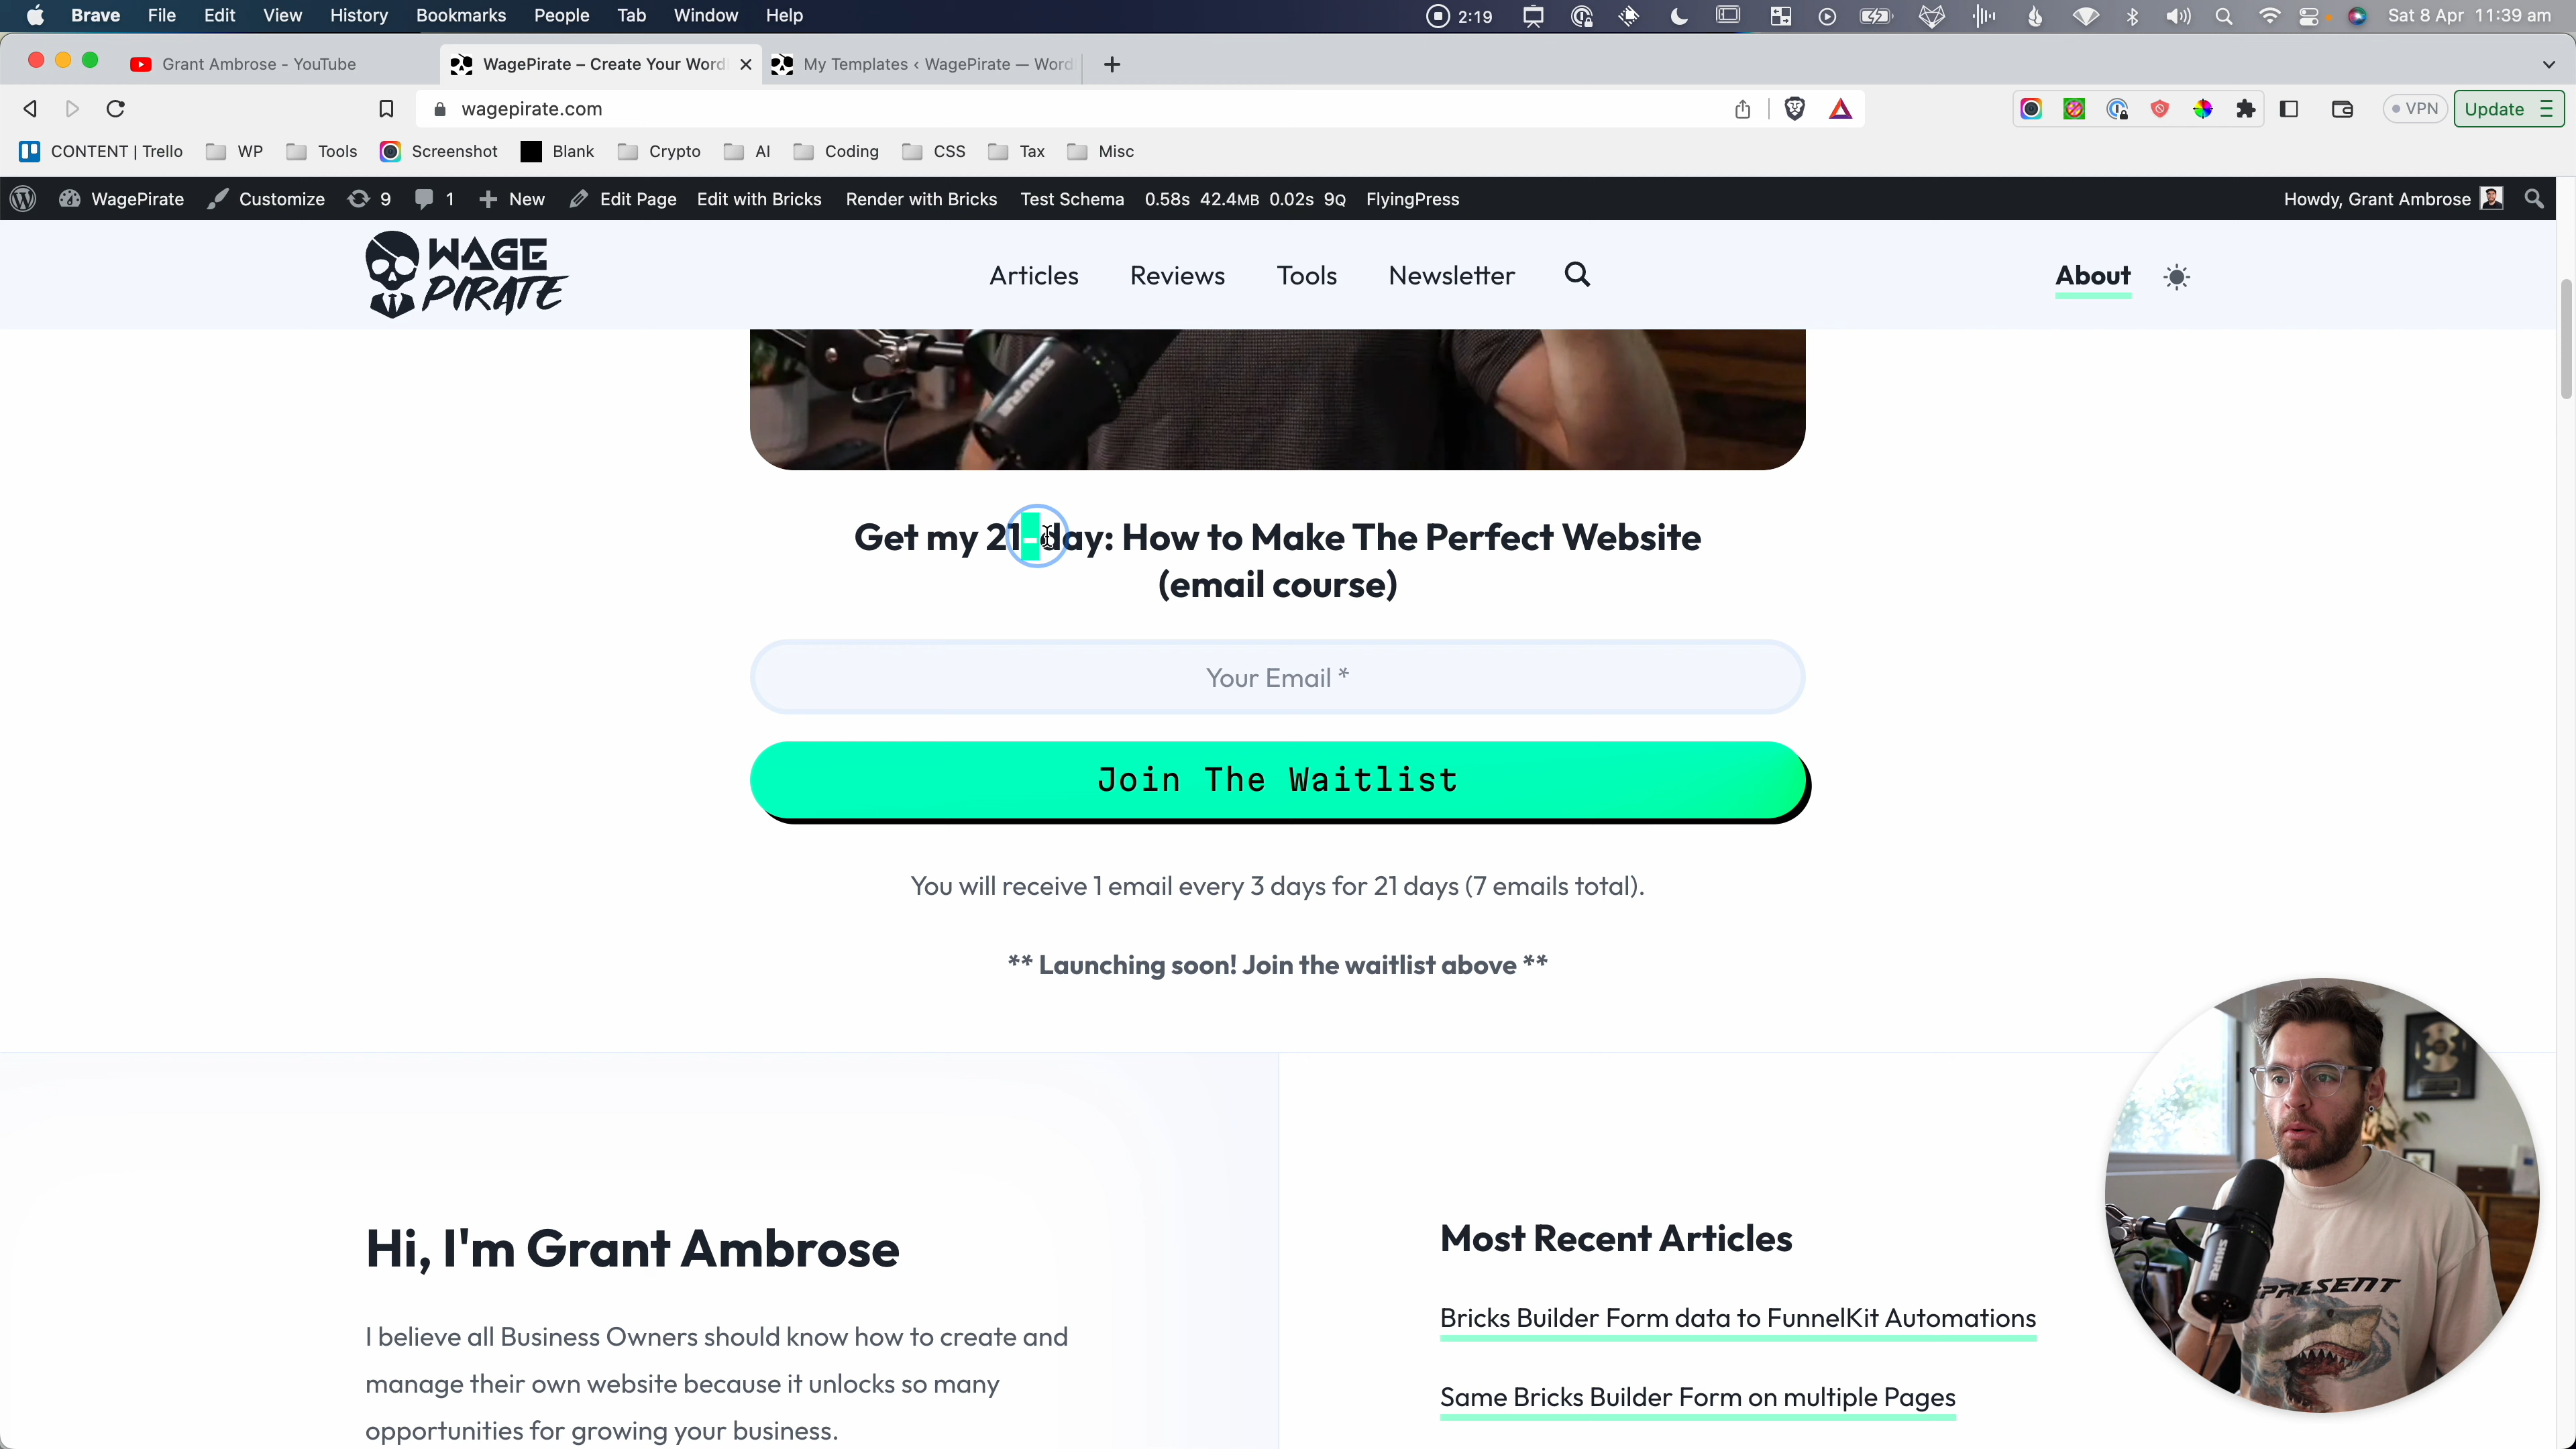 Brave File Edit View History Bookmarks People Tab Window Help 2:19 Sat 8 Apr 11:39 am
Grant Ambrose - YouTube WagePirate – Create Your Word My Templates ‹ WagePirate — Word
wagepirate.com VPN Update
CONTENT | Trello WP Tools Screenshot Blank Crypto AI Coding CSS Tax Misc
WagePirate Customize 9 1 New Edit Page Edit with Bricks Render with Bricks Test Schema 0.58s 42.4MB 0.02s 9Q FlyingPress Howdy, Grant Ambrose
WAGE
PIRATE
Articles Reviews Tools Newsletter About
SHURE
Get my 21-day: How to Make The Perfect Website
(email course)
Your Email *
Join The Waitlist
You will receive 1 email every 3 days for 21 days (7 emails total).
** Launching soon! Join the waitlist above **
Hi, I'm Grant Ambrose
I believe all Business Owners should know how to create and
manage their own website because it unlocks so many
opportunities for growing your business.
Most Recent Articles
Bricks Builder Form data to FunnelKit Automations
Same Bricks Builder Form on multiple Pages
SHURE